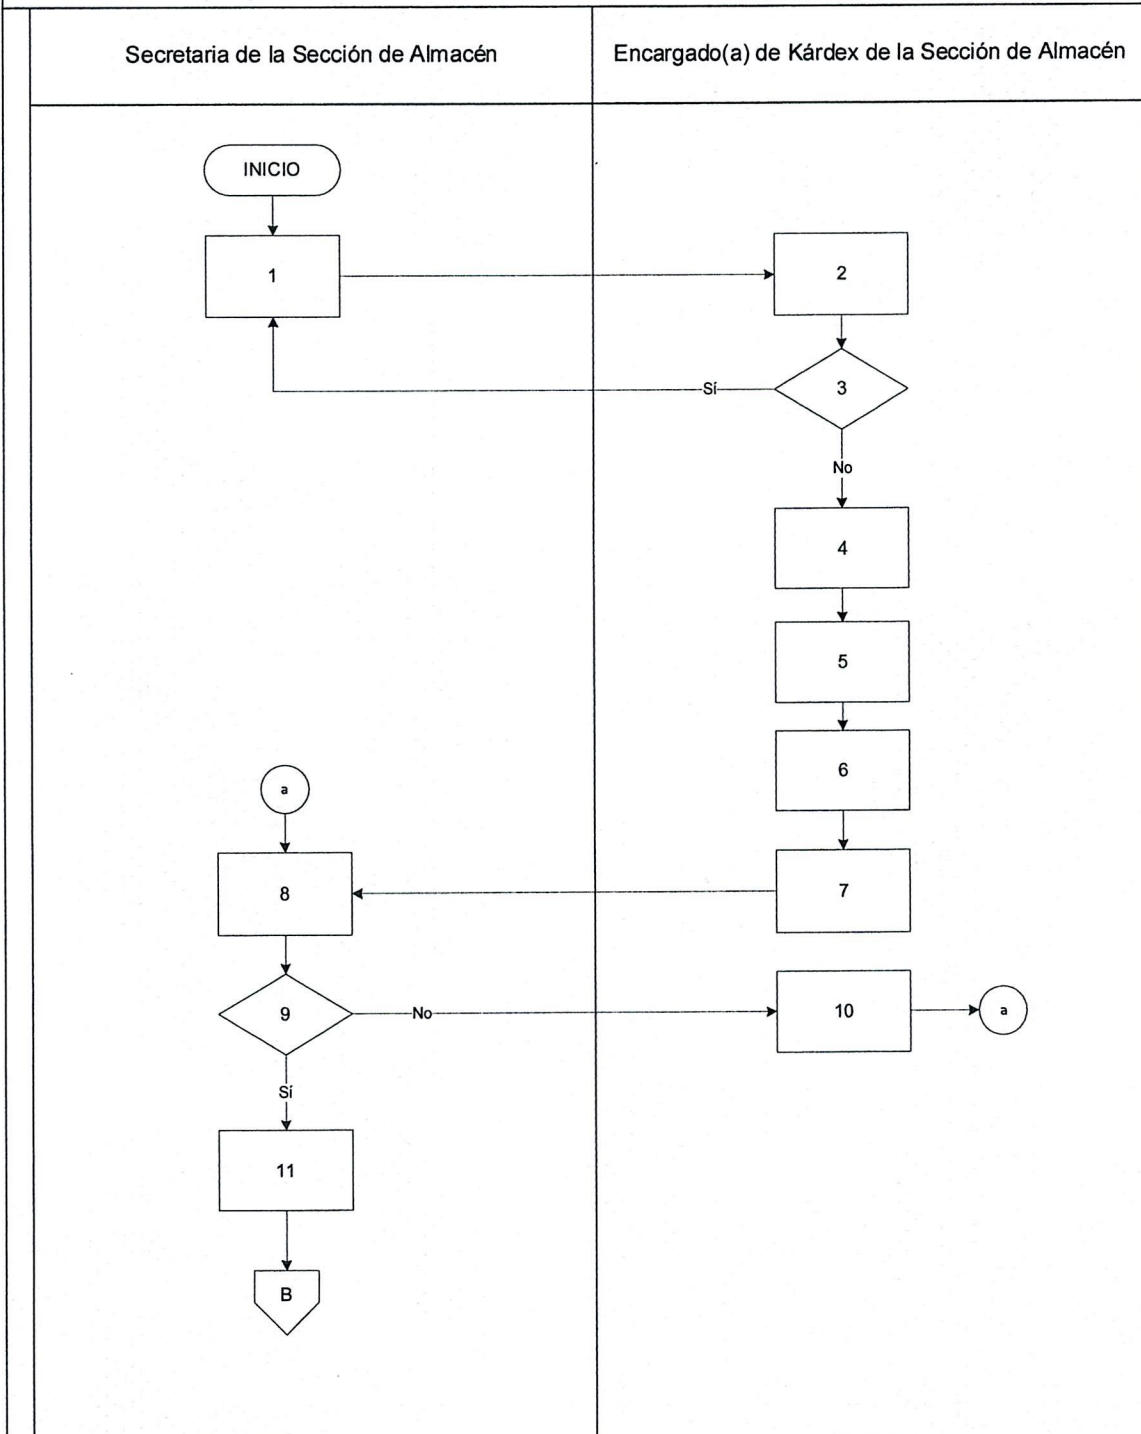 Secretaria de la Sección de Almacén
Encargado(a) de Kárdex de la Sección de Almacén
INICIO
1
2
3
Sí
No
4
5
6
a
7
8
9
No
10
a
Sí
11
B